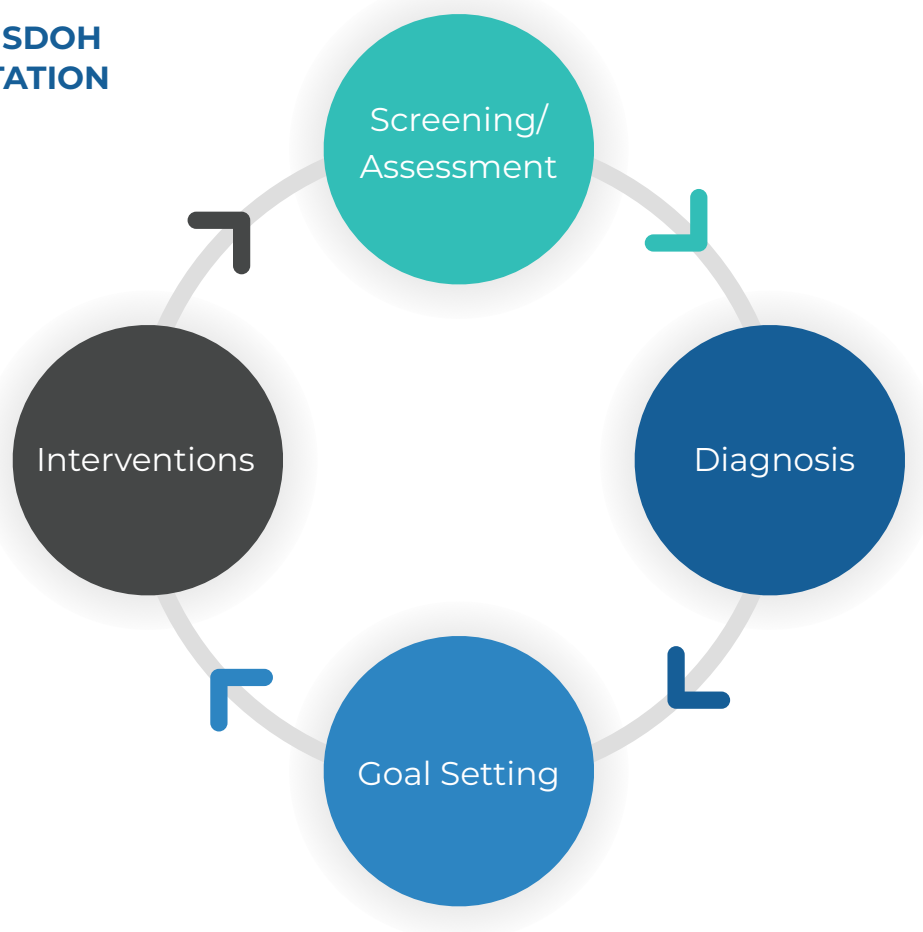 SDOH
TATION
Screening/
Assessment
Interventions
Diagnosis
Goal Setting